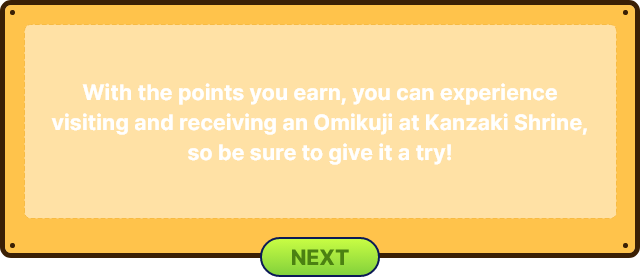 With the points you earn, you can experience
visiting and receiving an Omikuji at Kanzaki Shrine,
so be sure to give it a try!
NEXT